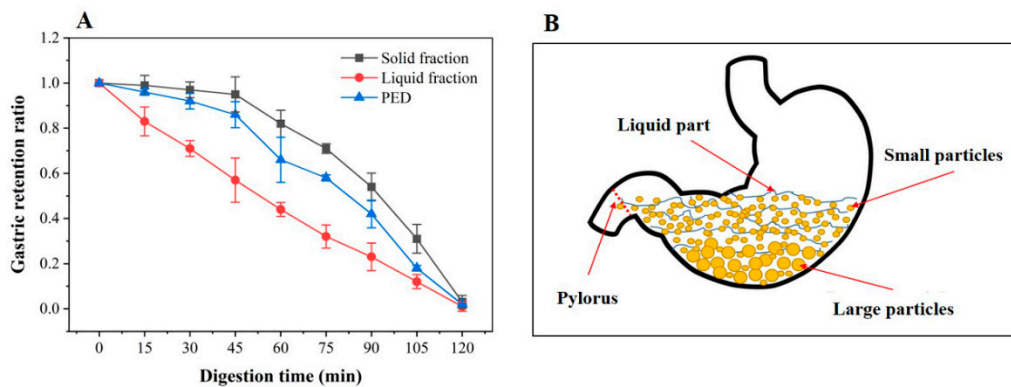 A
Gastric retention ratio
1.2
1.0
0.8
0.6
0.4
0.2
0.0
Solid fraction
Liquid fraction
PED
0 15 30 45 60 75 90 105 120
Digestion time (min)
B
Liquid part
Small particles
Pylorus
Large particles